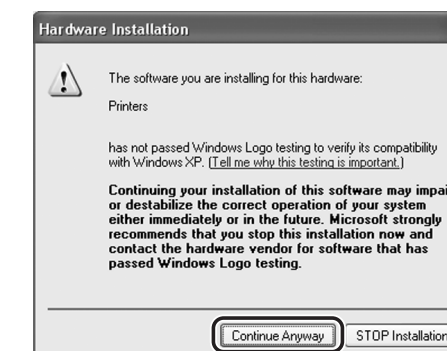 Hardware Installation
The software you are installing for this hardware:
Printers
has not passed Windows Logo testing to verify its compatibility
with Windows XP. (Tell me why this testing is important.)
Continuing your installation of this software may impai
or destabilize the correct operation of your system
either immediately or in the future. Microsoft strongly
recommends that you stop this installation now and
contact the hardware vendor for software that has
passed Windows Logo testing.
Continue Anyway STOP Installation